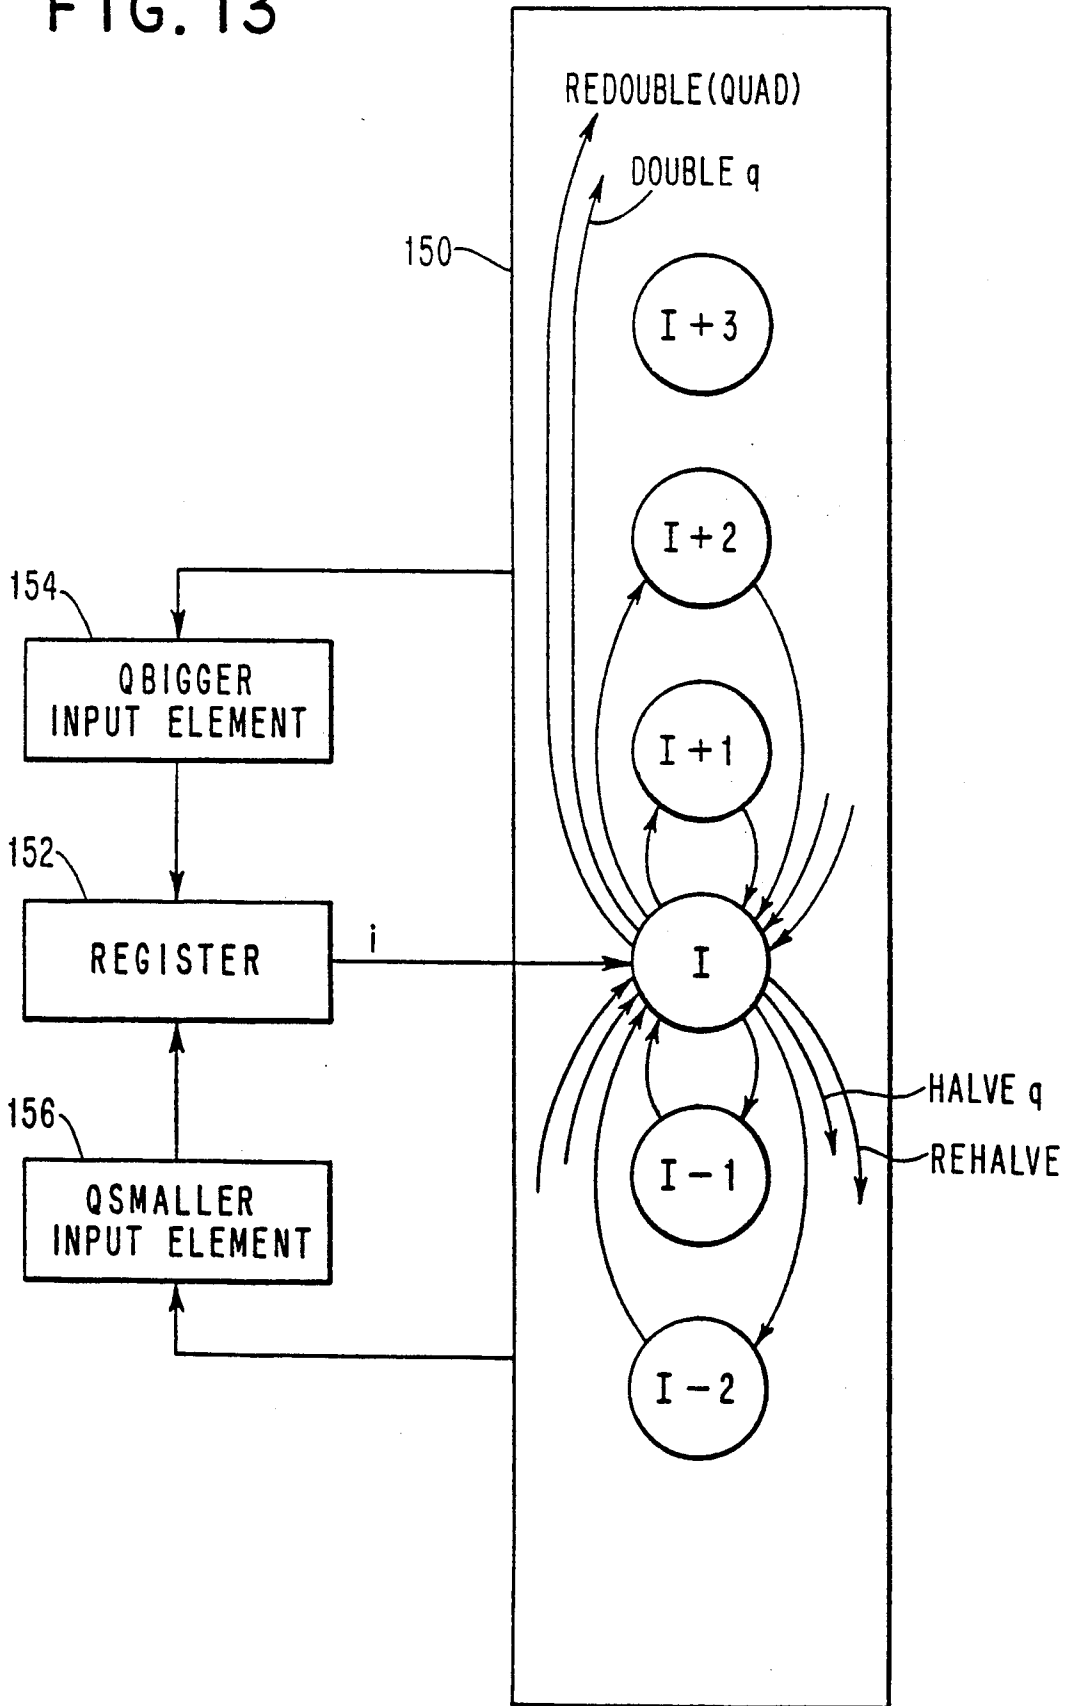 FIG. 13
REDOUBLE(QUAD)
DOUBLE q
150
I+3
I+2
154
QBIGGER
INPUT ELEMENT
I+1
152
REGISTER
i
I
HALVE q
156
REHALVE
I-1
QSMALLER
INPUT ELEMENT
I-2